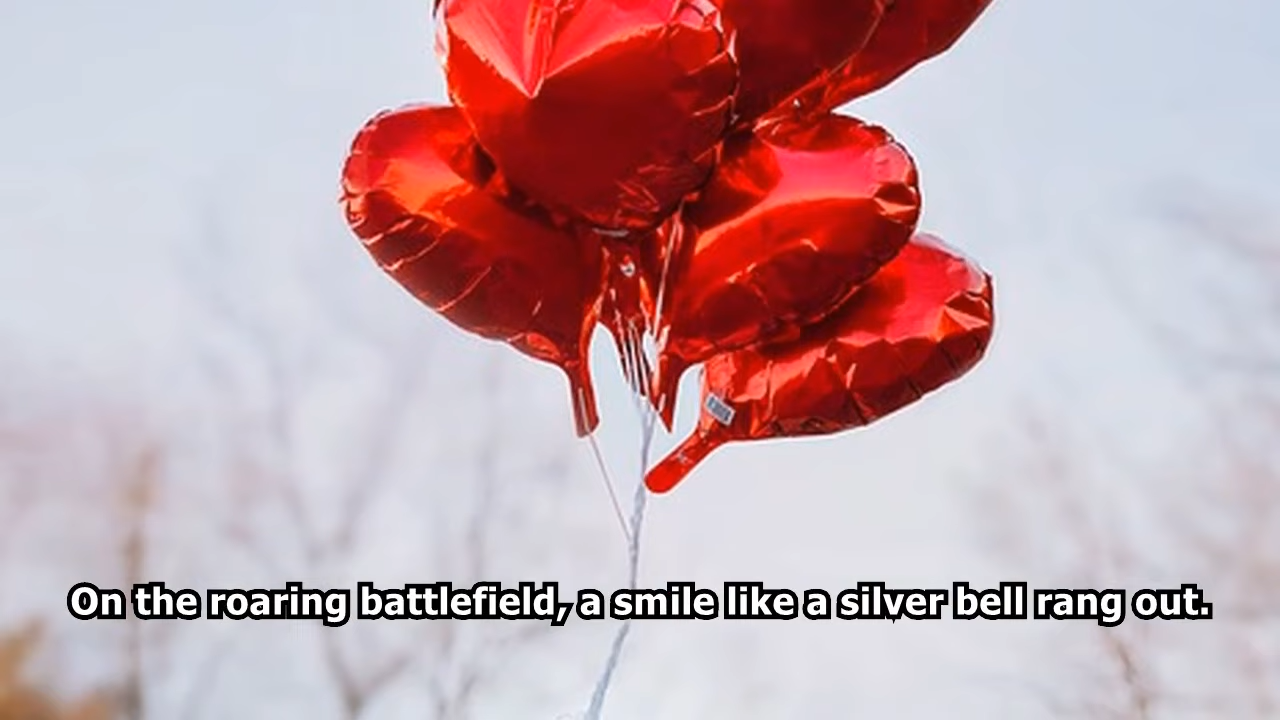 On the roaring battlefield, a smile like a silver bell rang out.